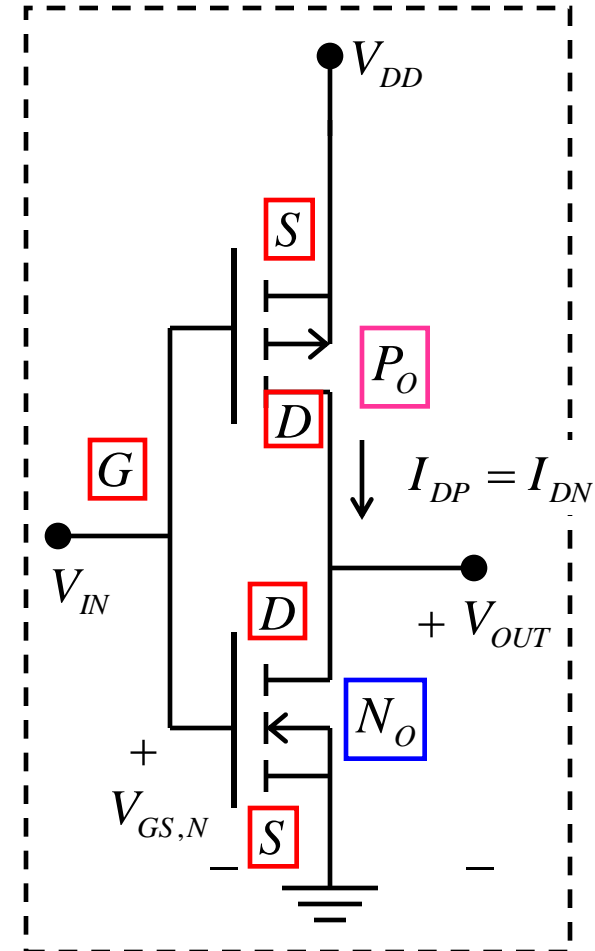 V_DD
S
P_O
D
G
I_DP = I_DN
V_IN
D
+ V_OUT
N_O
+
V_GS,N
S
− −